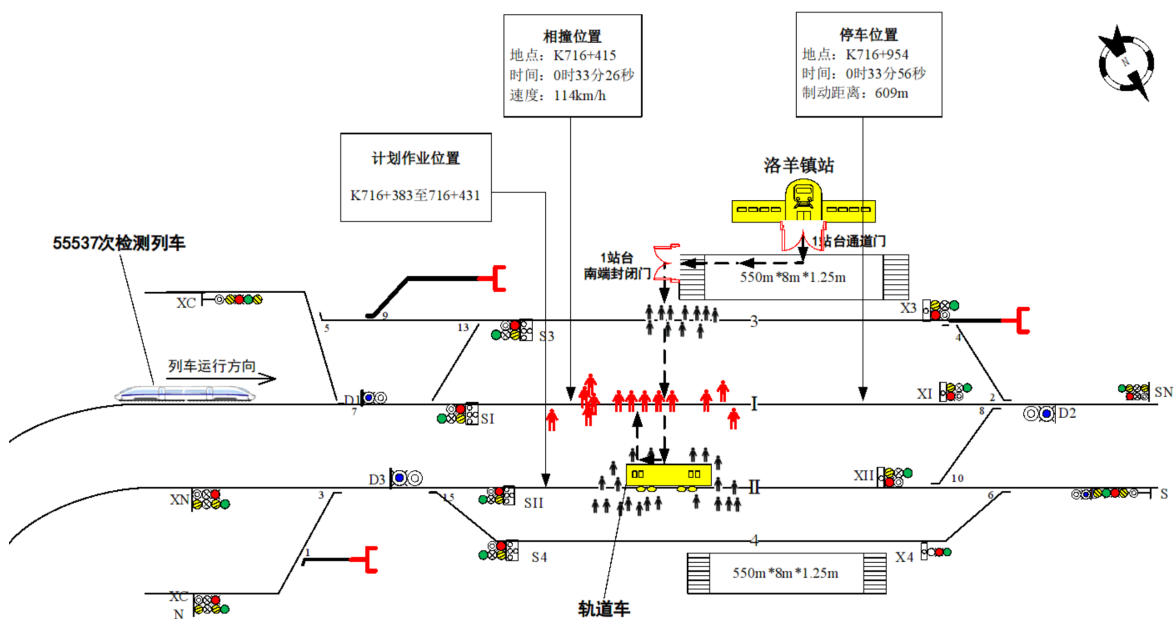 相撞位置
地点：K716+415
时间：0时33分26秒
速度：114km/h
停车位置
地点：K716+954
时间：0时33分56秒
制动距离：609m
N
计划作业位置
K716+383至716+431
洛羊镇站
1站台通道门
1站台
南端封闭门
550m*8m*1.25m
55537次检测列车
列车运行方向
XC
5
9
13
S3
3
X3
4
D1
7
SI
I
XI
2
8
D2
SN
XN
3
D3
15
SII
II
XII
10
6
S
1
S4
4
X4
550m*8m*1.25m
XC
N
轨道车